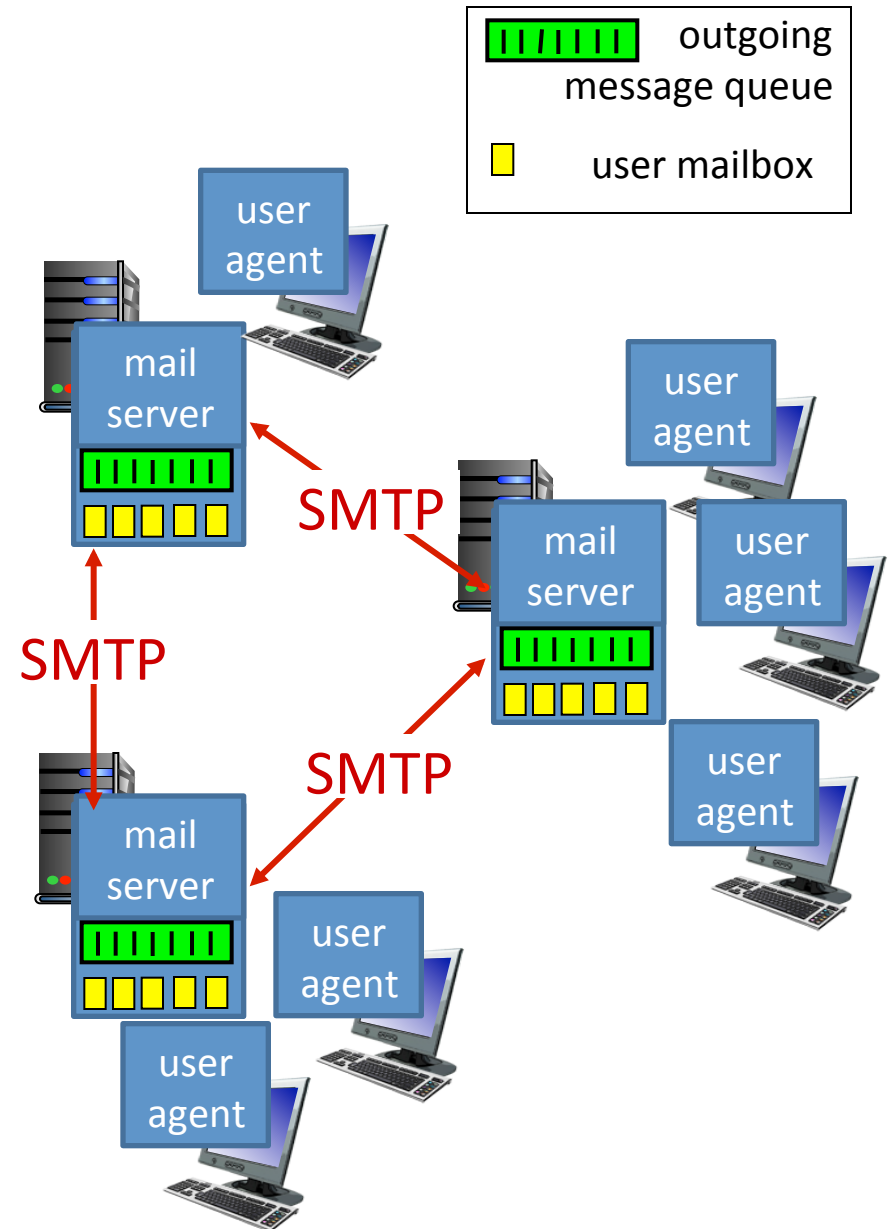 outgoing
message queue
user mailbox
user
agent
mail
server
SMTP
user
agent
mail
server
user
agent
SMTP
SMTP
user
agent
mail
server
user
agent
user
agent